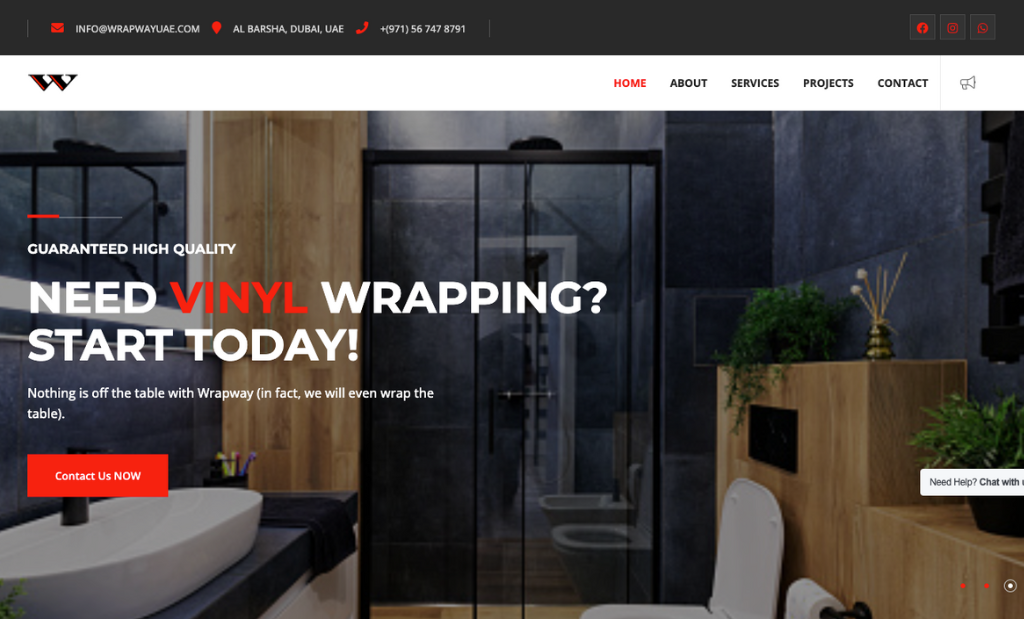 INFO@WRAPWAYUAE.COM AL BARSHA, DUBAI, UAE +(971) 56 747 8791
W
HOME ABOUT SERVICES PROJECTS CONTACT
GUARANTEED HIGH QUALITY
NEED VINYL WRAPPING?
START TODAY!
Nothing is off the table with Wrapway (in fact, we will even wrap the
table).
Contact Us NOW
Need Help? Chat with u